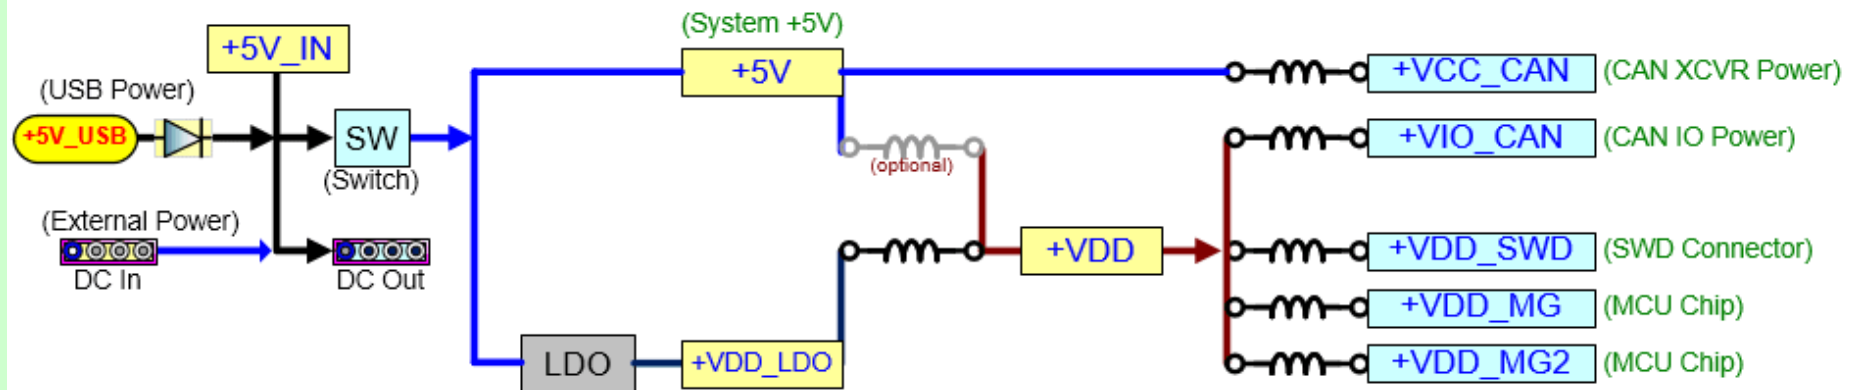 (System +5V)
+5V_IN
+5V
+VCC_CAN
(CAN XCVR Power)
(USB Power)
+5V_USB
SW
(Switch)
(optional)
+VIO_CAN
(CAN IO Power)
(External Power)
DC In
DC Out
+VDD
+VDD_SWD
(SWD Connector)
+VDD_MG
(MCU Chip)
LDO
+VDD_LDO
+VDD_MG2
(MCU Chip)